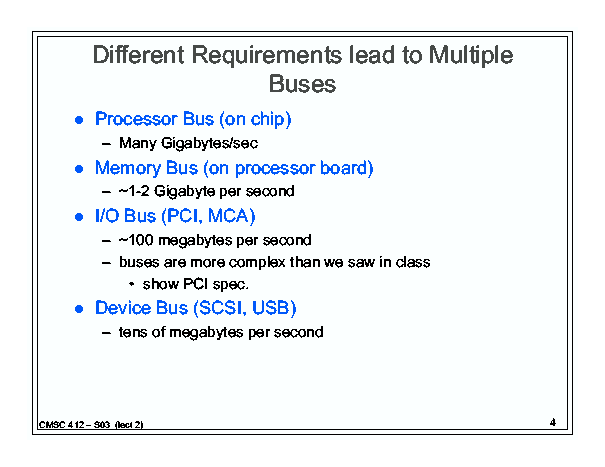 Different Requirements lead to Multiple
Buses
● Processor Bus (on chip)
– Many Gigabytes/sec
● Memory Bus (on processor board)
– ~1-2 Gigabyte per second
● I/O Bus (PCI, MCA)
– ~100 megabytes per second
– buses are more complex than we saw in class
• show PCI spec.
● Device Bus (SCSI, USB)
– tens of megabytes per second
CMSC 412 – S03 (lect 2)
4